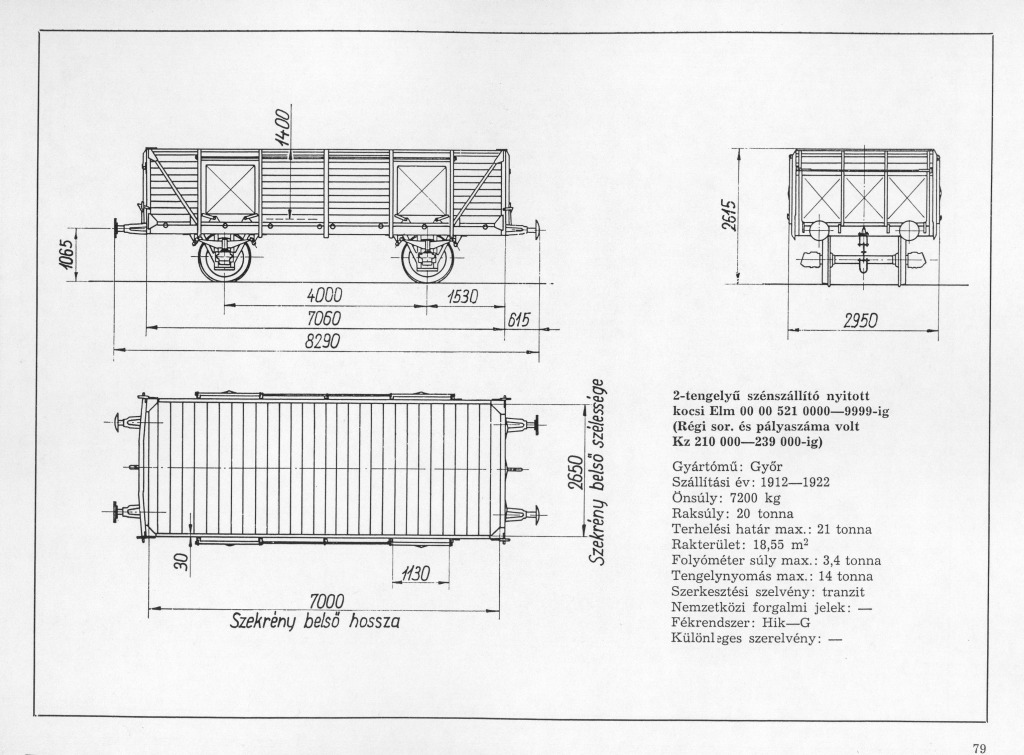 1400
1065
4000
1530
7060
615
8290
2615
2950
2650
Szekrény belső szélessége
30
1130
7000
Szekrény belső hossza
2-tengelyű szénszállító nyitott
kocsi Elm 00 00 521 0000—9999-ig
(Régi sor. és pályaszáma volt
Kz 210 000—239 000-ig)
Gyártómű: Győr
Szállítási év: 1912—1922
Önsúly: 7200 kg
Raksúly: 20 tonna
Terhelési határ max.: 21 tonna
Rakterület: 18,55 m²
Folyóméter súly max.: 3,4 tonna
Tengelynyomás max.: 14 tonna
Szerkesztési szelvény: tranzit
Nemzetközi forgalmi jelek: —
Fékrendszer: Hik—G
Különleges szerelvény: —
79